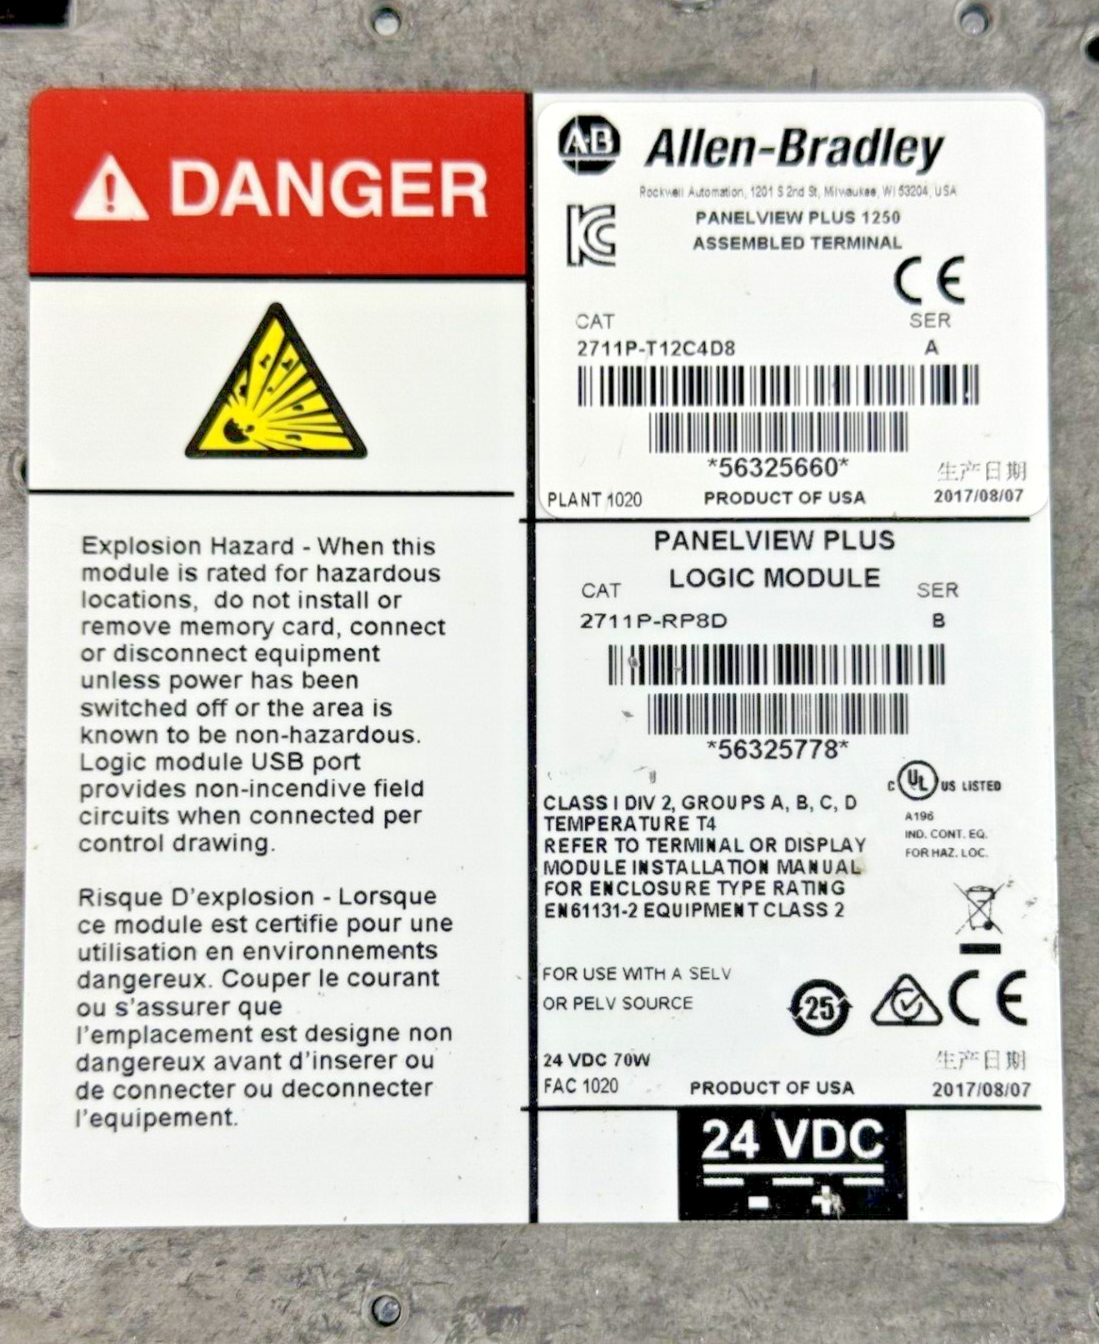 DANGER
Explosion Hazard - When this
module is rated for hazardous
locations, do not install or
remove memory card, connect
or disconnect equipment
unless power has been
switched off or the area is
known to be non-hazardous.
Logic module USB port
provides non-incendive field
circuits when connected per
control drawing.
Risque D'explosion - Lorsque
ce module est certifie pour une
utilisation en environnements
dangereux. Couper le courant
ou s'assurer que
l'emplacement est designe non
dangereux avant d'inserer ou
de connecter ou deconnecter
l'equipement.
AB Allen-Bradley
Rockwell Automation, 1201 S 2nd St, Milwaukee, WI 53204, USA
PANELVIEW PLUS 1250
ASSEMBLED TERMINAL
KC
CE
CAT SER
2711P-T12C4D8 A
*56325660*
生产日期
PLANT 1020 PRODUCT OF USA 2017/08/07
PANELVIEW PLUS
LOGIC MODULE
CAT SER
2711P-RP8D B
*56325778*
C UL US LISTED
A196
IND. CONT. EQ.
FOR HAZ. LOC.
CLASS I DIV 2, GROUPS A, B, C, D
TEMPERATURE T4
REFER TO TERMINAL OR DISPLAY
MODULE INSTALLATION MANUAL
FOR ENCLOSURE TYPE RATING
EN61131-2 EQUIPMENT CLASS 2
FOR USE WITH A SELV
OR PELV SOURCE
25 CE
24 VDC 70W 生产日期
FAC 1020 PRODUCT OF USA 2017/08/07
24 VDC
- +